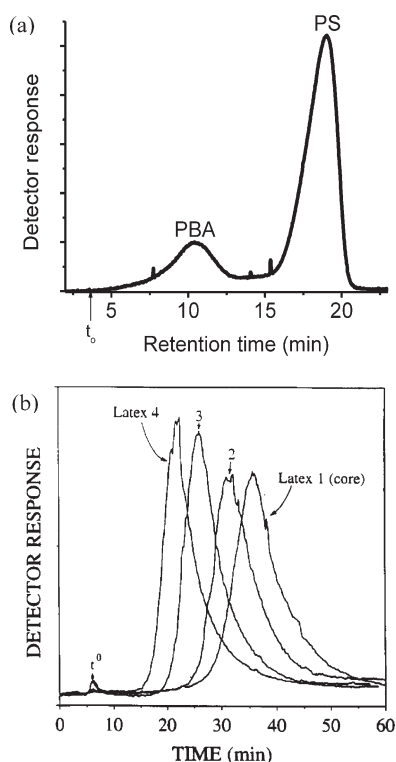 (a)
PS
PBA
Detector response
5
10
15
20
t₀
Retention time (min)
(b)
Latex 4
3
2
Latex 1 (core)
DETECTOR RESPONSE
t⁰
0
10
20
30
40
50
60
TIME (min)